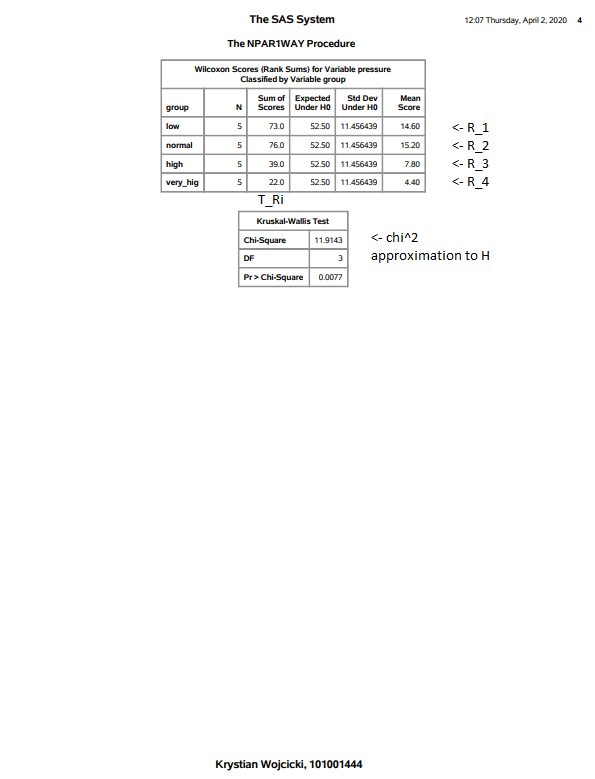 The SAS System
12:07 Thursday, April 2, 2020 4
The NPAR1WAY Procedure
Wilcoxon Scores (Rank Sums) for Variable pressure
Classified by Variable group
group N Sum of Scores Expected Under H0 Std Dev Under H0 Mean Score
low 5 73.0 52.50 11.456439 14.60 <- R_1
normal 5 76.0 52.50 11.456439 15.20 <- R_2
high 5 39.0 52.50 11.456439 7.80 <- R_3
very_hig 5 22.0 52.50 11.456439 4.40 <- R_4
T_Ri
Kruskal-Wallis Test
Chi-Square 11.9143 <- chi^2
DF 3 approximation to H
Pr > Chi-Square 0.0077
Krystian Wojcicki, 101001444